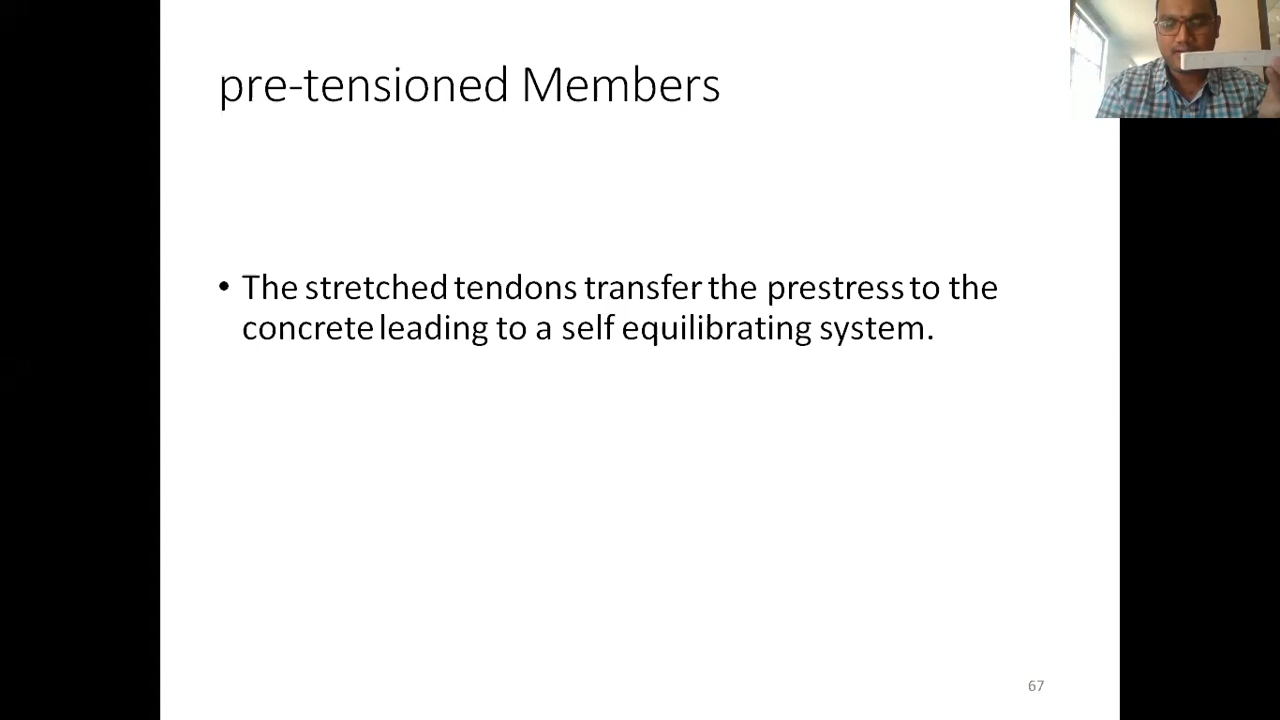 pre-tensioned Members
• The stretched tendons transfer the prestress to the
concrete leading to a self equilibrating system.
67